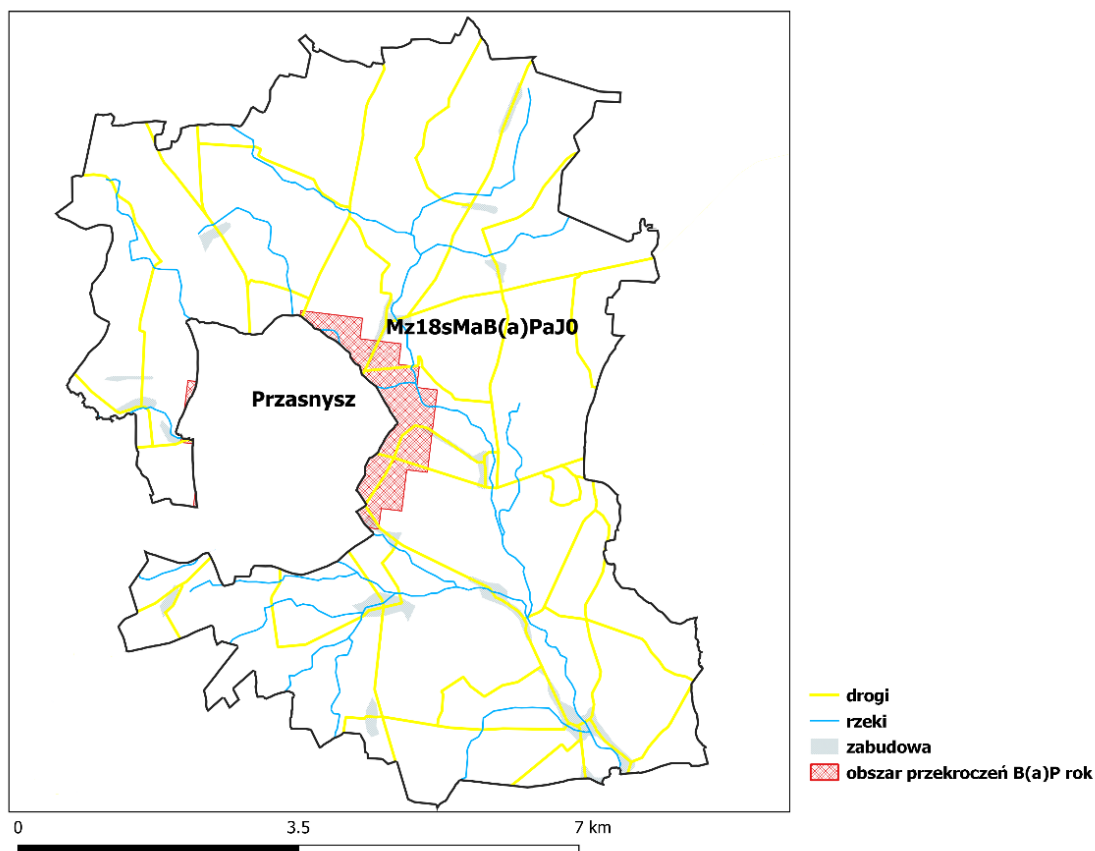 Mz18sMaB(a)PaJ0
Przasnysz
drogi
rzeki
zabudowa
obszar przekroczeń B(a)P rok
0 3.5 7 km